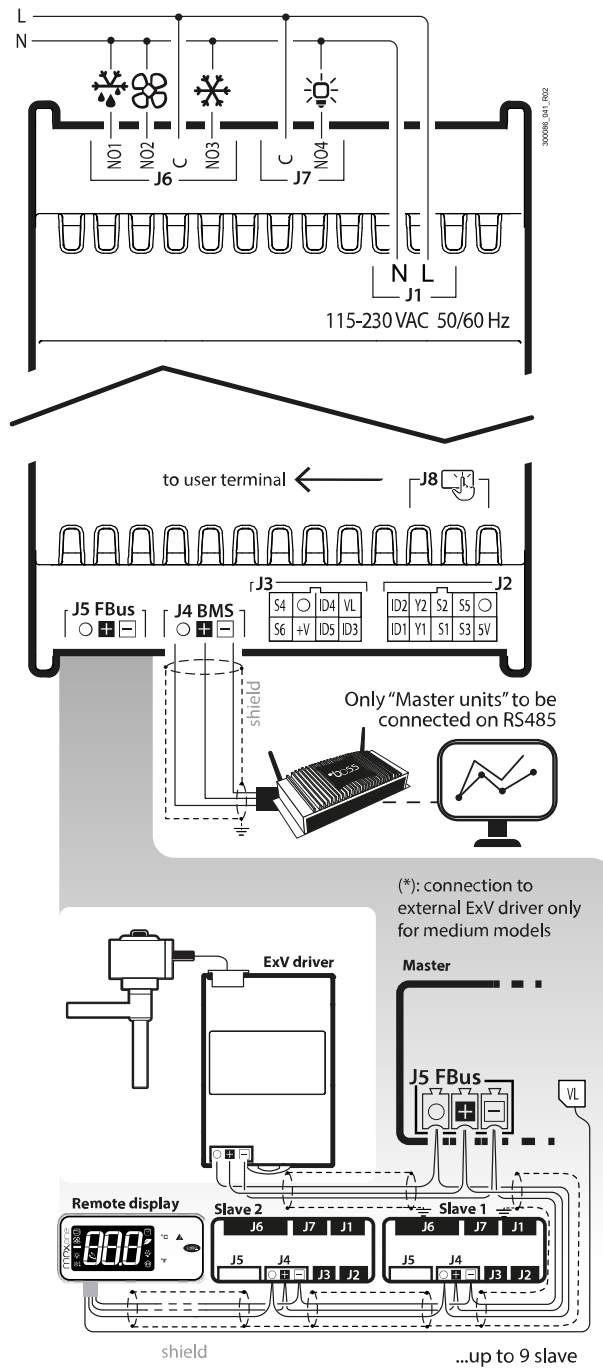 L
N
300086_041_R02
NO1 NO2 C NO3 C NO4
J6 J7
N L
J1
115-230 VAC 50/60 Hz
to user terminal
J8
J3 J2
J5 FBus J4 BMS
S4 ID4 VL
S6 +V ID5 ID3
ID2 Y2 S2 S5
ID1 Y1 S1 S3 5V
shield
Only "Master units" to be
connected on RS485
boss
(*): connection to
external ExV driver only
for medium models
ExV driver
Master
J5 FBus
VL
Remote display
Slave 2
Slave 1
J6 J7 J1
J5 J4 J3 J2
J6 J7 J1
J5 J4 J3 J2
°C
°F
shield
...up to 9 slave